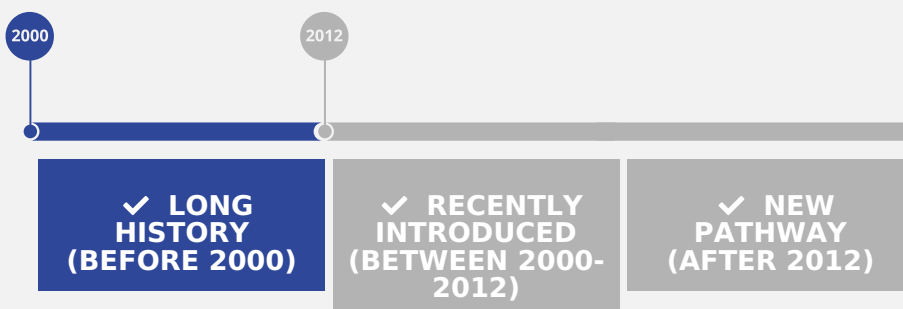 2000
2012
LONG
HISTORY
(BEFORE 2000)
RECENTLY
INTRODUCED
(BETWEEN 2000-
2012)
NEW
PATHWAY
(AFTER 2012)